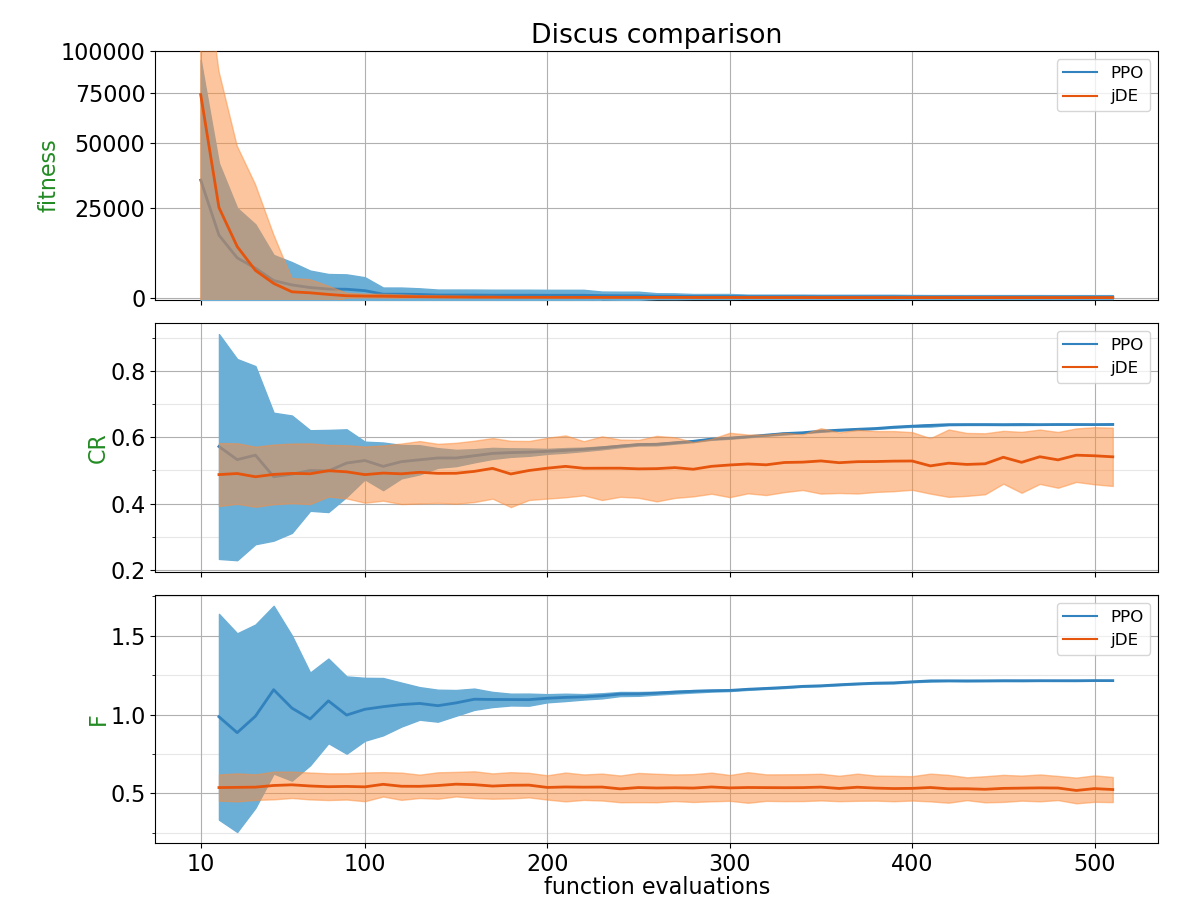 Discus comparison
100000
75000
50000
25000
0
fitness
PPO
jDE
0.8
0.6
0.4
0.2
CR
PPO
jDE
1.5
1.0
0.5
F
PPO
jDE
10 100 200 300 400 500
function evaluations